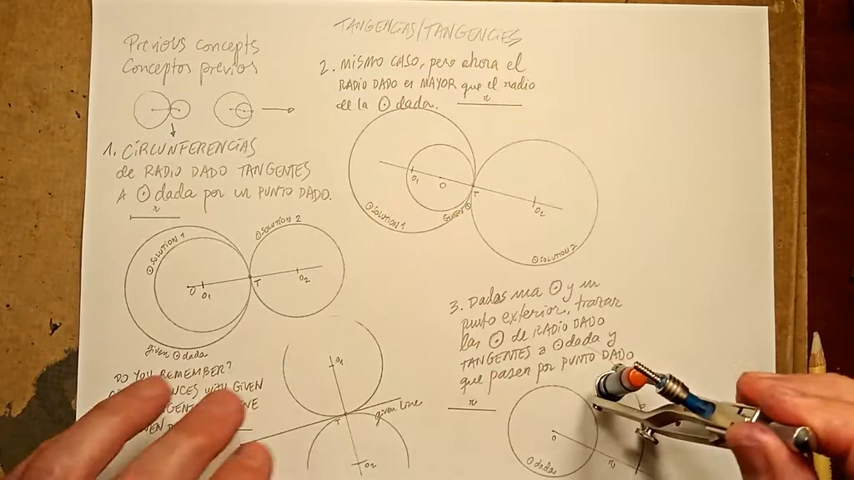 TANGENCIAS/TANGENCIES
Previous concepts
Conceptos previos
1. CIRCUNFERENCIAS
de RADIO DADO TANGENTES
A ⊙ dada por un PUNTO DADO.
r
⊙ SOLUTION 1
⊙ SOLUTION 2
O
O1
T
O2
given ⊙ dada
2. MISMO CASO, pero ahora el
RADIO DADO es MAYOR que el radio
de la ⊙ dada.
r
O1
O
T
O2
⊙ SOLUTION 1
Given ⊙
⊙ SOLUTION 2
DO YOU REMEMBER?
WITH GIVEN
O1
T
given line
O2
3. Dadas una ⊙ y un
punto exterior, trazar
las ⊙ de RADIO DADO
TANGENTES a ⊙ dada y
que pasen por PUNTO DADO
r
O
⊙ dada
r